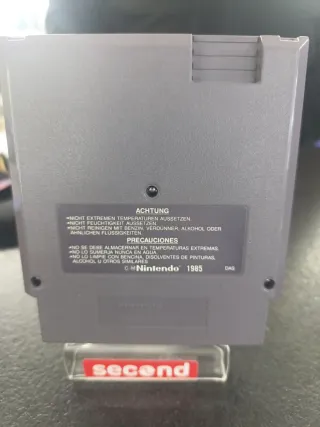 ACHTUNG
•NICHT EXTREMEN TEMPERATUREN AUSSETZEN.
•NICHT FEUCHTIGKEIT AUSSETZEN.
•NICHT REINIGEN MIT BENZIN, VERDÜNNER, ALKOHOL ODER
ÄHNLICHEN FLÜSSIGKEITEN.
PRECAUCIONES
•NO SE DEBE ALMACERNAR EN TEMPERATURAS EXTREMAS.
•NO LO SUMERJA NUNCA EN AGUA.
•NO LO LIMPIE CON BENCINA, DISOLVENTES DE PINTURAS,
ALCOHOL U OTROS SIMILARES
Nintendo 1985
second